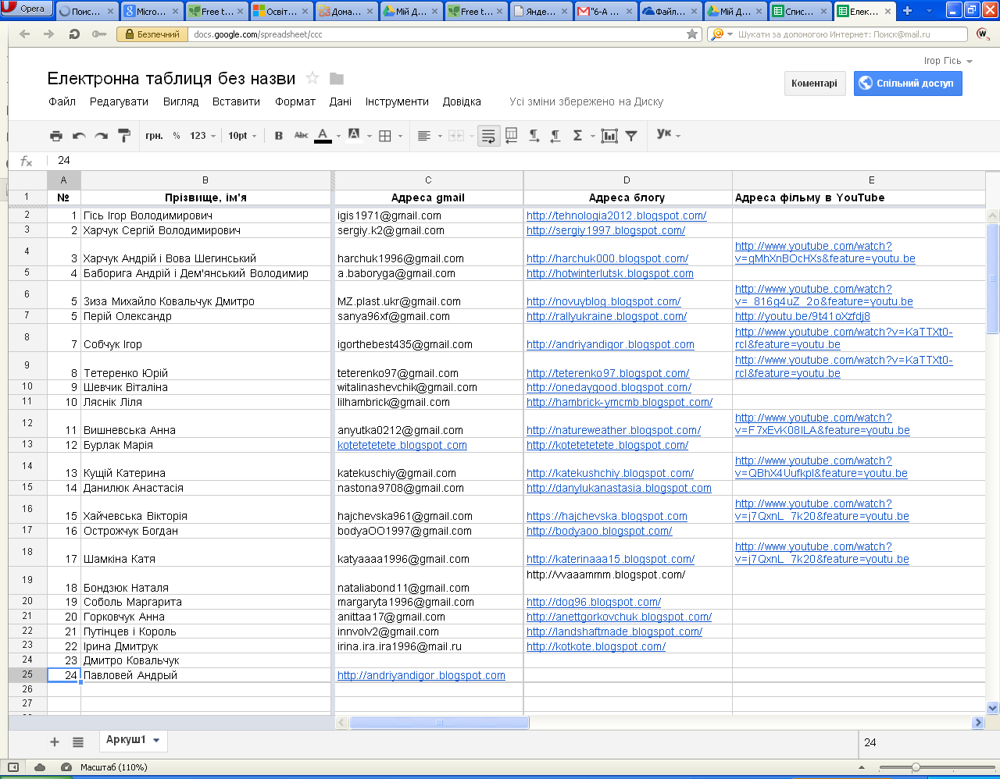 Opera
Поиск...
Micro...
Free t...
Освіт...
Дома...
Мій Д...
Free t...
Яндe...
"6-А ...
Файл...
Мій Д...
Спис...
Елек...
Безпечний docs.google.com/spreadsheet/ccc
Шукати за допомогою Интернет: Поиск@mail.ru
Ігор Гісь
Електронна таблиця без назви
Коментарі Спільний доступ
Файл Редагувати Вигляд Вставити Формат Дані Інструменти Довідка Усі зміни збережено на Диску
грн. % 123 10pt B Abc A A Σ Ук
fx 24
A B C D E
1 № Прізвище, ім'я Адреса gmail Адреса блогу Адреса фільму в YouTube
2 1 Гісь Ігор Володимирович igis1971@gmail.com http://tehnologia2012.blogspot.com/
3 2 Харчук Сергій Володимирович sergiy.k2@gmail.com http://sergiy1997.blogspot.com/
4 3 Харчук Андрій і Вова Шегинський harchuk1996@gmail.com http://harchuk000.blogspot.com/ http://www.youtube.com/watch?
v=gMhXnBOcHXs&feature=youtu.be
5 4 Баборига Андрій і Дем'янський Володимир a.baboryga@gmail.com http://hotwinterlutsk.blogspot.com
6 5 Зиза Михайло Ковальчук Дмитро MZ.plast.ukr@gmail.com http://novuyblog.blogspot.com/ http://www.youtube.com/watch?
v=_816g4uZ_2o&feature=youtu.be
7 5 Перій Олександр sanya96xf@gmail.com http://rallyukraine.blogspot.com/ http://youtu.be/9t41oXzfdj8
8 7 Собчук Ігор igorthebest435@gmail.com http://andriyandigor.blogspot.com http://www.youtube.com/watch?v=KaTTXt0-
rcI&feature=youtu.be
9 8 Тетеренко Юрій teterenko97@gmail.com http://teterenko97.blogspot.com/ http://www.youtube.com/watch?v=KaTTXt0-
rcI&feature=youtu.be
10 9 Шевчик Віталіна witalinashevchik@gmail.com http://onedaygood.blogspot.com/
11 10 Ляснік Ліля lilhambrick@gmail.com http://hambrick-ymcmb.blogspot.com/
12 11 Вишневська Анна anyutka0212@gmail.com http://natureweather.blogspot.com/ http://www.youtube.com/watch?
v=F7xEvK08ILA&feature=youtu.be
13 12 Бурлак Марія kotetetetete.blogspot.com http://kotetetetete.blogspot.com/
14 13 Кущій Катерина katekuschiy@gmail.com http://katekushchiy.blogspot.com/ http://www.youtube.com/watch?
v=QBhX4UufkpI&feature=youtu.be
15 14 Данилюк Анастасія nastona9708@gmail.com http://danylukanastasia.blogspot.com
16 15 Хайчевська Вікторія hajchevska961@gmail.com https://hajchevska.blogspot.com http://www.youtube.com/watch?
v=j7QxnL_7k20&feature=youtu.be
17 16 Острожчук Богдан bodyaOO1997@gmail.com http://bodyaoo.blogspot.com/
18 17 Шамкіна Катя katyaaaa1996@gmail.com http://katerinaaa15.blogspot.com/ http://www.youtube.com/watch?
v=j7QxnL_7k20&feature=youtu.be
19 18 Бондзюк Наталя nataliabond11@gmail.com http://vvaaammm.blogspot.com/
20 19 Соболь Маргарита margaryta1996@gmail.com http://dog96.blogspot.com/
21 20 Горковчук Анна anittaa17@gmail.com http://anettgorkovchuk.blogspot.com/
22 21 Путінцев і Король innvolv2@gmail.com http://landshaftmade.blogspot.com/
23 22 Ірина Дмитрук irina.ira.ira1996@mail.ru http://kotkote.blogspot.com/
24 23 Дмитро Ковальчук
25 24 Павловей Андрый http://andriyandigor.blogspot.com
26
27
Аркуш1 24
Масштаб (110%)